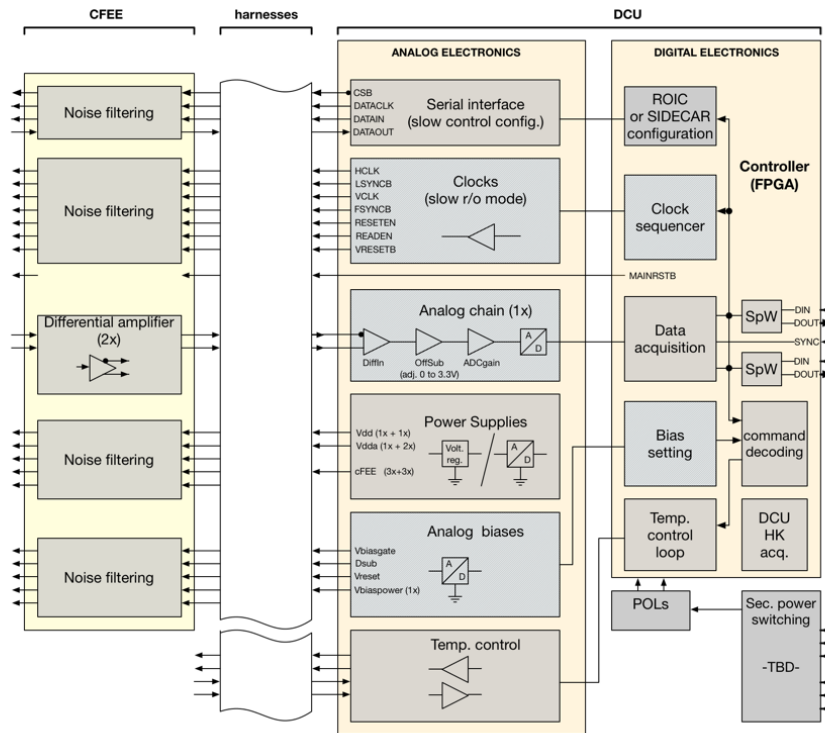 CFEE
harnesses
DCU
ANALOG ELECTRONICS
DIGITAL ELECTRONICS
Noise filtering
CSB
DATACLK
DATAIN
DATAOUT
Serial interface
(slow control config.)
ROIC
or SIDECAR
configuration
Controller
(FPGA)
Noise filtering
HCLK
LSYNCB
VCLK
FSYNCB
RESETEN
READEN
VRESETB
Clocks
(slow r/o mode)
Clock
sequencer
MAINRSTB
Differential amplifier
(2x)
Analog chain (1x)
DiffIn
OffSub
(adj. 0 to 3.3V)
ADCgain
A
D
Data
acquisition
SpW
DIN
DOUT
SYNC
SpW
DIN
DOUT
Noise filtering
Power Supplies
Vdd (1x + 1x)
Vdda (1x + 2x)
cFEE (3x+3x)
Volt.
reg.
A
D
Bias
setting
command
decoding
Noise filtering
Analog biases
Vbiasgate
Dsub
Vreset
Vbiaspower (1x)
A
D
Temp.
control
loop
DCU
HK
acq.
POLs
Sec. power
switching
-TBD-
Temp. control